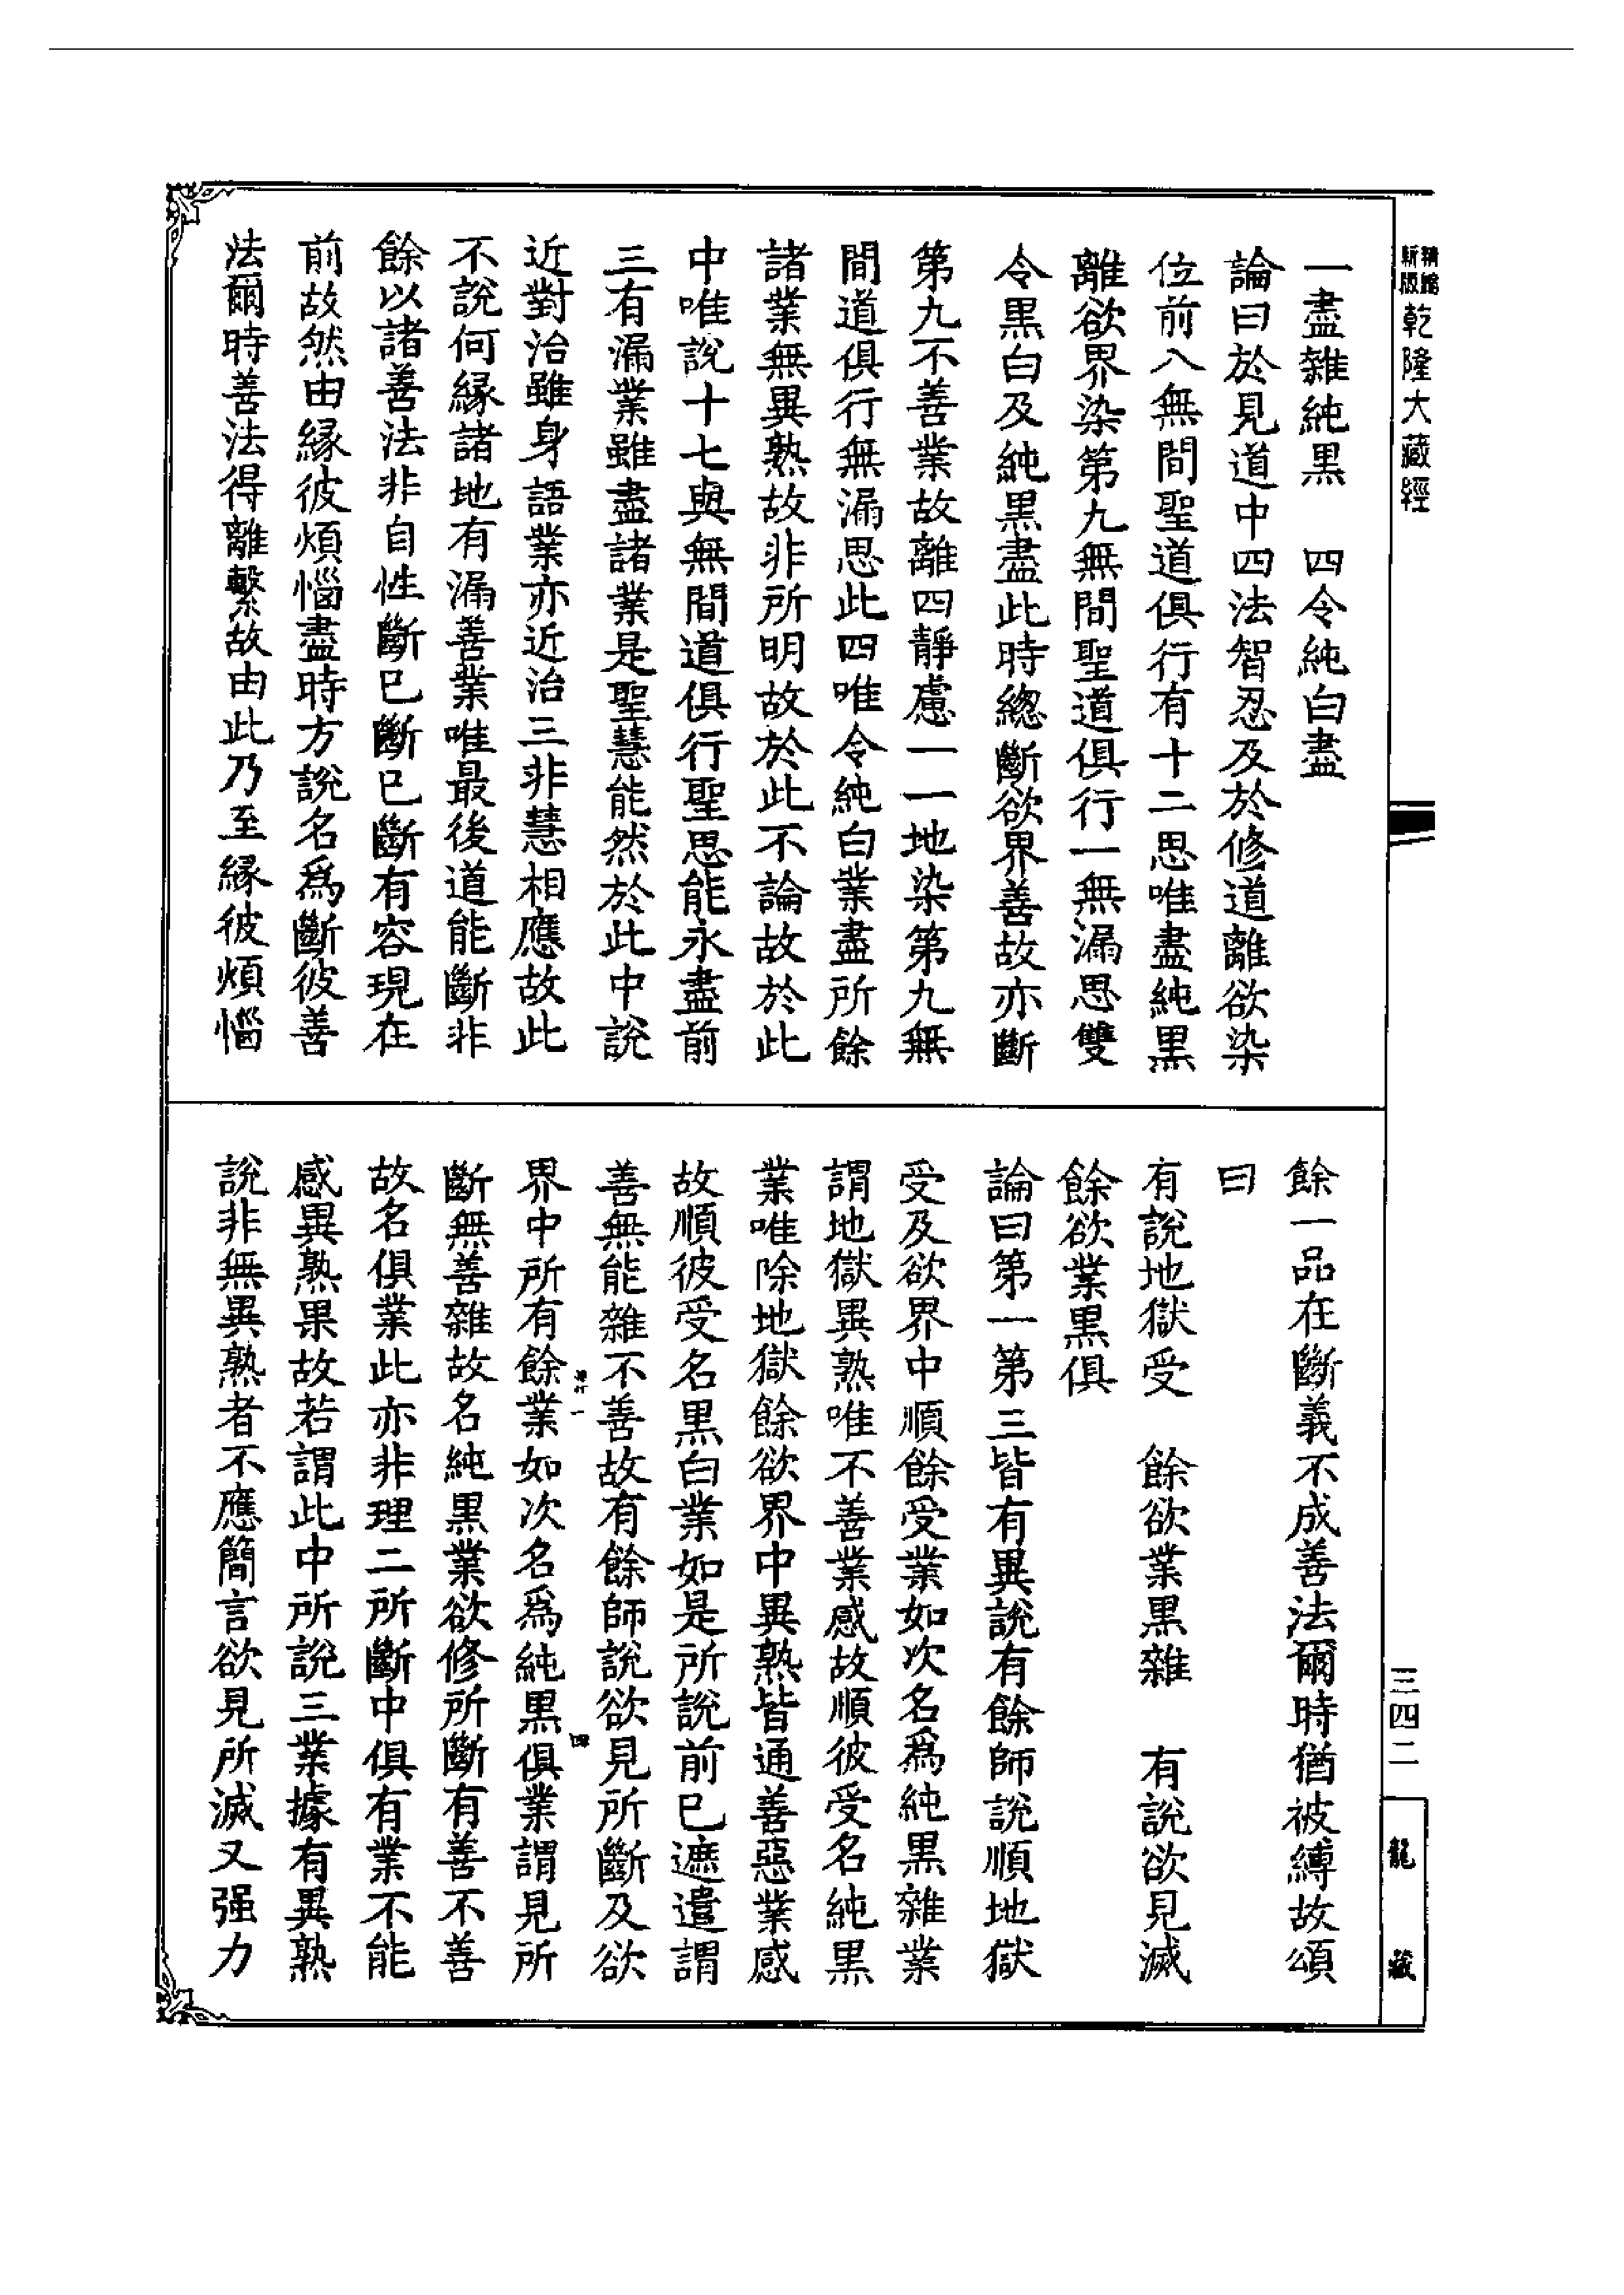 精縮
新版
乾隆大藏經
一盡雜純黑　四令純白盡
論曰於見道中四法智忍及於修道離欲染
位前八無間聖道俱行有十二思唯盡純黑
離欲界染第九無間聖道俱行一無漏思雙
令黑白及純黑盡此時總斷欲界善故亦斷
第九不善業故離四靜慮一一地染第九無
間道俱行無漏思此四唯令純白業盡所餘
諸業無異熟故非所明故於此不論故於此
中唯說十七與無間道俱行聖思能永盡前
三有漏業雖盡諸業是聖慧能然於此中說
近對治雖身語業亦近治三非慧相應故此
不說何緣諸地有漏善業唯最後道能斷非
餘以諸善法非自性斷已斷已斷有容現在
前故然由緣彼煩惱盡時方說名為斷彼善
法爾時善法得離繫故由此乃至緣彼煩惱
餘一品在斷義不成善法爾時猶被縛故頌
曰
有說地獄受　餘欲業黑雜　有說欲見滅
餘欲業黑俱
論曰第一第三皆有異說有餘師說順地獄
受及欲界中順餘受業如次名為純黑雜業
謂地獄異熟唯不善業感故順彼受名純黑
業唯除地獄餘欲界中異熟皆通善惡業感
故順彼受名黑白業如是所說前已遮遣謂
善無能雜不善故有餘師說欲見所斷及欲
界中所有餘業如次名為純黑俱業謂見所
斷無善雜故名純黑業欲修所斷有善不善
故名俱業此亦非理二所斷中俱有業不能
感異熟果故若謂此中所說三業據有異熟
說非無異熟者不應簡言欲見所滅又强力
三四二
龍藏